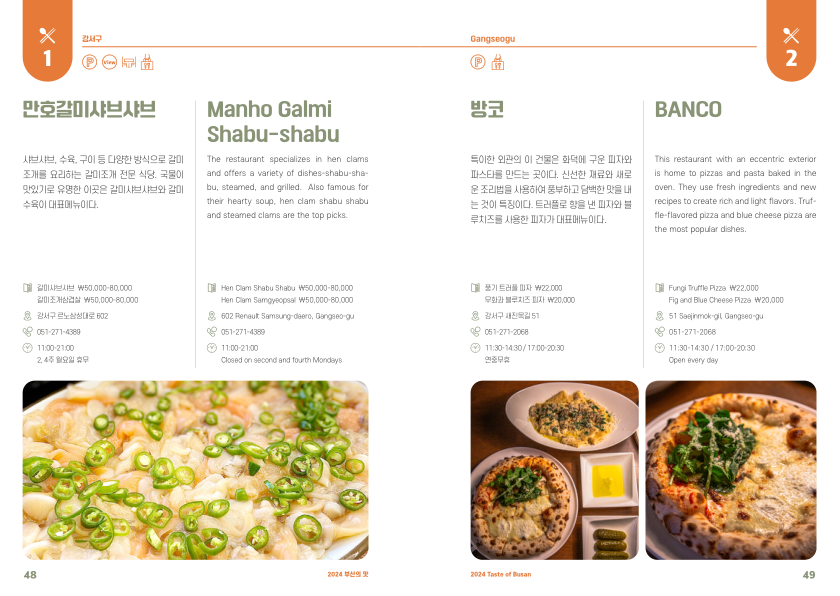 1
강서구
P View
만호갈미샤브샤브
샤브샤브, 수육, 구이 등 다양한 방식으로 갈미
조개를 요리하는 갈미조개 전문 식당. 국물이
맛있기로 유명한 이곳은 갈미샤브샤브와 갈미
수육이 대표메뉴이다.
갈미샤브샤브 ₩50,000-80,000
갈미조개삼겹살 ₩50,000-80,000
강서구 르노삼성대로 602
051-271-4389
11:00-21:00
2, 4주 월요일 휴무
Manho Galmi
Shabu-shabu
The restaurant specializes in hen clams
and offers a variety of dishes-shabu-sha-
bu, steamed, and grilled. Also famous for
their hearty soup, hen clam shabu shabu
and steamed clams are the top picks.
Hen Clam Shabu Shabu ₩50,000-80,000
Hen Clam Samgyeopsal ₩50,000-80,000
602 Renault Samsung-daero, Gangseo-gu
051-271-4389
11:00-21:00
Closed on second and fourth Mondays
48
2024 부산의 맛
Gangseogu
2
P
방코
특이한 외관의 이 건물은 화덕에 구운 피자와
파스타를 만드는 곳이다. 신선한 재료와 새로
운 조리법을 사용하여 풍부하고 담백한 맛을 내
는 것이 특징이다. 트러플로 향을 낸 피자와 블
루치즈를 사용한 피자가 대표메뉴이다.
풍기 트러플 피자 ₩22,000
무화과 블루치즈 피자 ₩20,000
강서구 새진목길 51
051-271-2068
11:30-14:30 / 17:00-20:30
연중무휴
BANCO
This restaurant with an eccentric exterior
is home to pizzas and pasta baked in the
oven. They use fresh ingredients and new
recipes to create rich and light flavors. Truf-
fle-flavored pizza and blue cheese pizza are
the most popular dishes.
Fungi Truffle Pizza ₩22,000
Fig and Blue Cheese Pizza ₩20,000
51 Saejinmok-gil, Gangseo-gu
051-271-2068
11:30-14:30 / 17:00-20:30
Open every day
2024 Taste of Busan
49